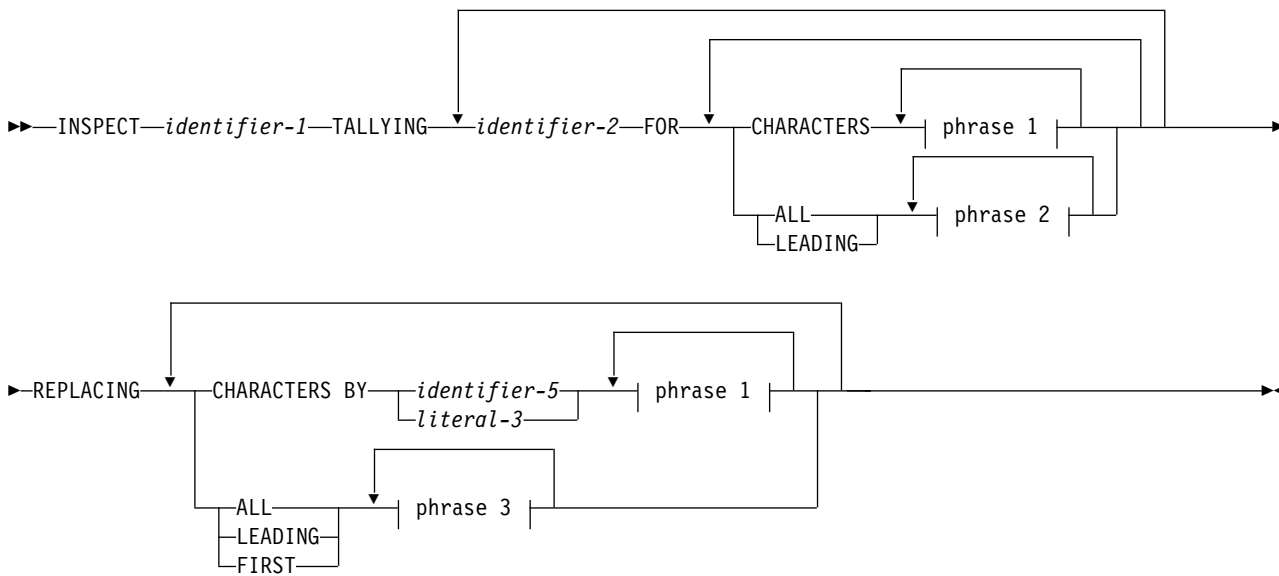 INSPECT identifier-1 TALLYING identifier-2 FOR CHARACTERS phrase 1
ALL phrase 2
LEADING
REPLACING CHARACTERS BY identifier-5 phrase 1
literal-3
ALL phrase 3
LEADING
FIRST